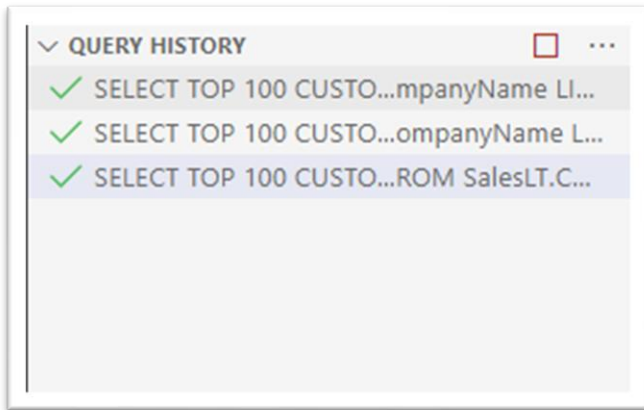 QUERY HISTORY
SELECT TOP 100 CUSTO...mpanyName LI...
SELECT TOP 100 CUSTO...ompanyName L...
SELECT TOP 100 CUSTO...ROM SalesLT.C...